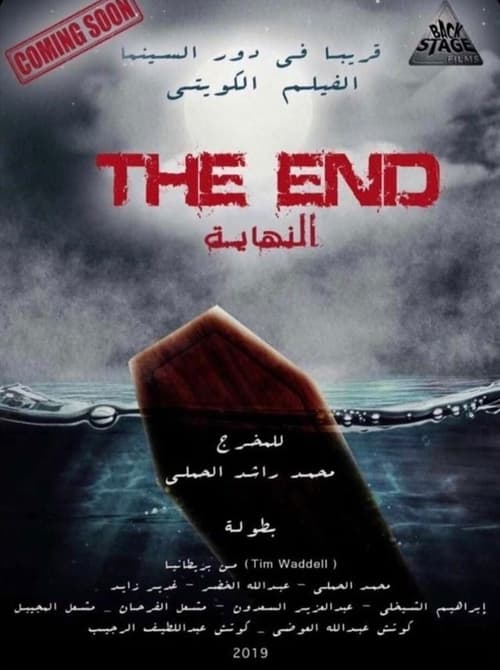 COMING SOON
BACK
STAGE
FILMS
قريبا فى دور السينما
الفيلم الكويتى
THE END
النهاية
للمخرج
محمد راشد الحملى
بطولة
(Tim Waddell) من بريطانيا
محمد الحملى - عبدالله الخضر - غدير زايد
إبراهيم الشيخلى - عبدالعزيز السعدون - مشعل الفرحان _ مشعل المجيبل
كوتش عبدالله العوضى _ كوتش عبداللطيف الرجيب
2019